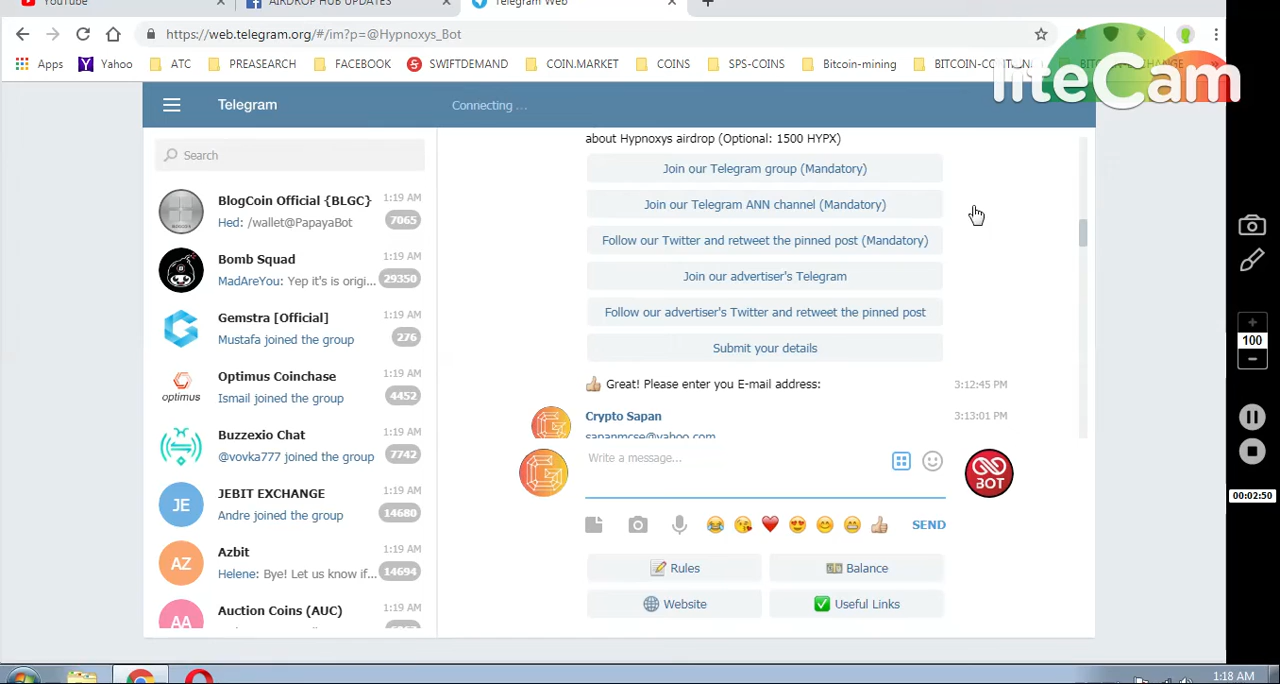 YouTube
AIRDROP HUB UPDATES
Telegram Web
https://web.telegram.org/#/im?p=@Hypnoxys_Bot
Apps
Yahoo
ATC
PREASEARCH
FACEBOOK
SWIFTDEMAND
COIN.MARKET
COINS
SPS-COINS
Bitcoin-mining
liteCam
Telegram
Connecting ...
Search
BlogCoin Official {BLGC}
1:19 AM
Hed: /wallet@PapayaBot
7065
Bomb Squad
1:19 AM
MadAreYou: Yep it's is origi...
29350
Gemstra [Official]
1:19 AM
Mustafa joined the group
276
optimus
Optimus Coinchase
1:19 AM
Ismail joined the group
4452
Buzzexio Chat
1:19 AM
@vovka777 joined the group
7742
JE
JEBIT EXCHANGE
1:19 AM
Andre joined the group
14680
AZ
Azbit
1:19 AM
Helene: Bye! Let us know if...
14694
AA
Auction Coins (AUC)
1:19 AM
about Hypnoxys airdrop (Optional: 1500 HYPX)
Join our Telegram group (Mandatory)
Join our Telegram ANN channel (Mandatory)
Follow our Twitter and retweet the pinned post (Mandatory)
Join our advertiser's Telegram
Follow our advertiser's Twitter and retweet the pinned post
Submit your details
Great! Please enter you E-mail address:
3:12:45 PM
Crypto Sapan
3:13:01 PM
sapanmcse@yahoo.com
Write a message...
BOT
SEND
Rules
Balance
Website
Useful Links
100
00:02:50
1:18 AM